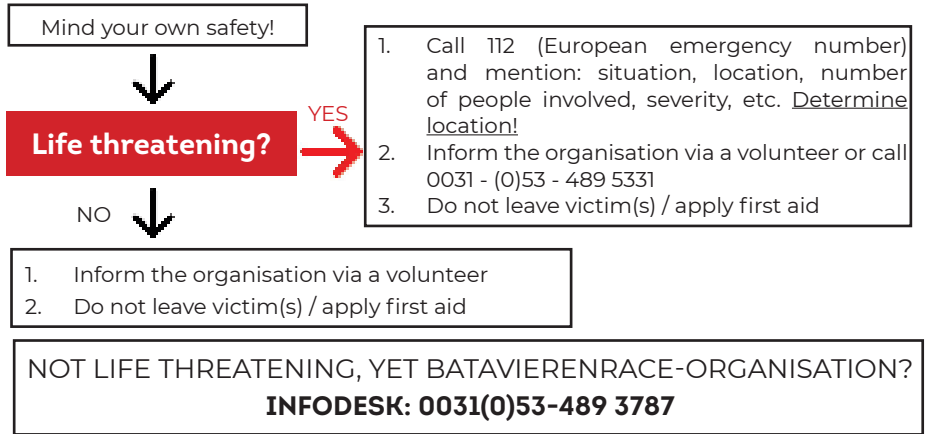 Mind your own safety!
Life threatening?
YES
1. Call 112 (European emergency number)
and mention: situation, location, number
of people involved, severity, etc. Determine
location!
2. Inform the organisation via a volunteer or call
0031 - (0)53 - 489 5331
3. Do not leave victim(s) / apply first aid
NO
1. Inform the organisation via a volunteer
2. Do not leave victim(s) / apply first aid
NOT LIFE THREATENING, YET BATAVIERENRACE-ORGANISATION?
INFODESK: 0031(0)53-489 3787